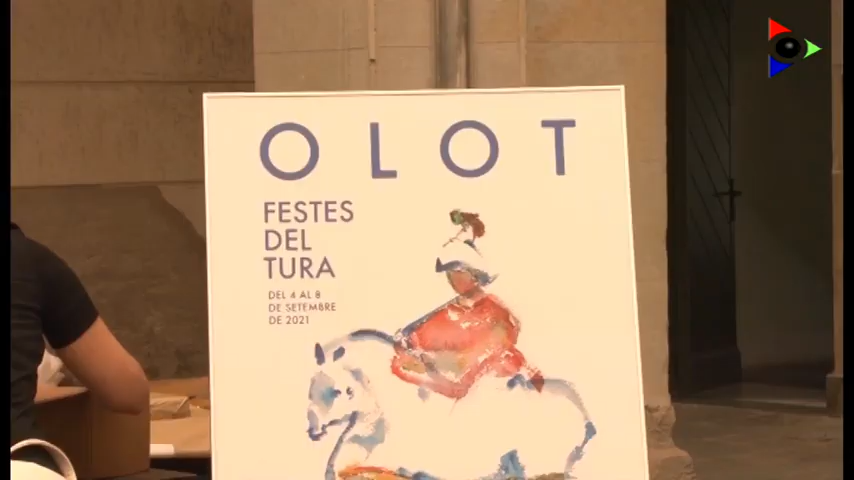 OLOT
FESTES
DEL
TURA
DEL 4 AL 8
DE SETEMBRE
DE 2021